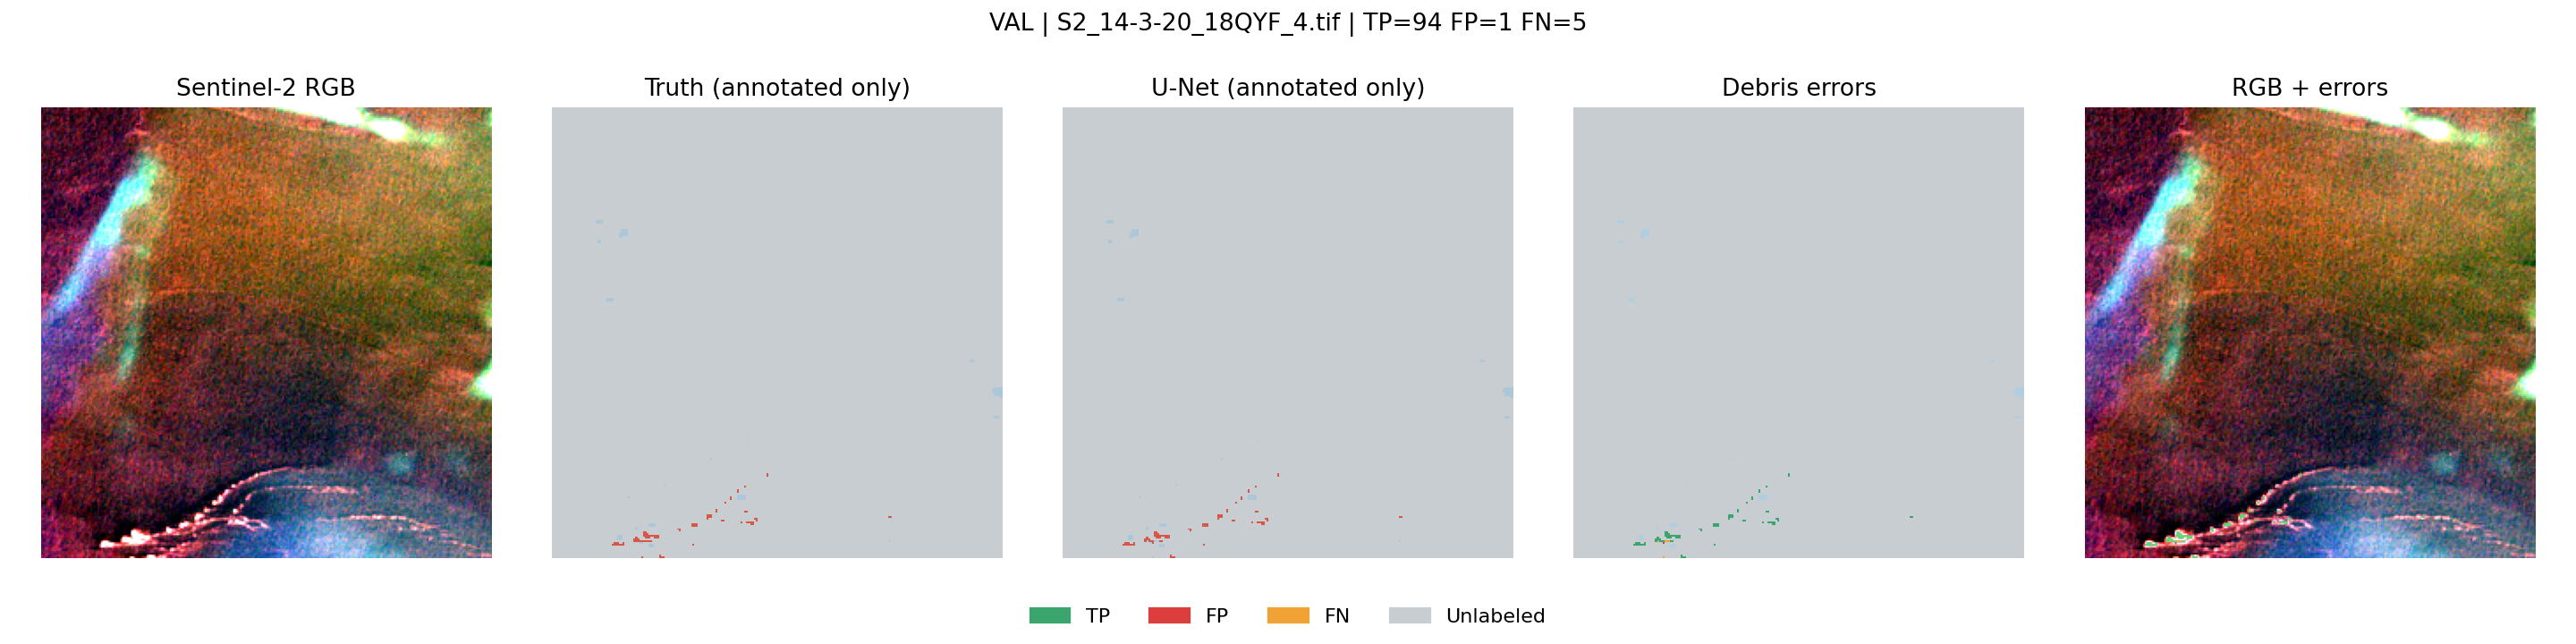 VAL | S2_14-3-20_18QYF_4.tif | TP=94 FP=1 FN=5
Sentinel-2 RGB
Truth (annotated only)
U-Net (annotated only)
Debris errors
RGB + errors
TP
FP
FN
Unlabeled